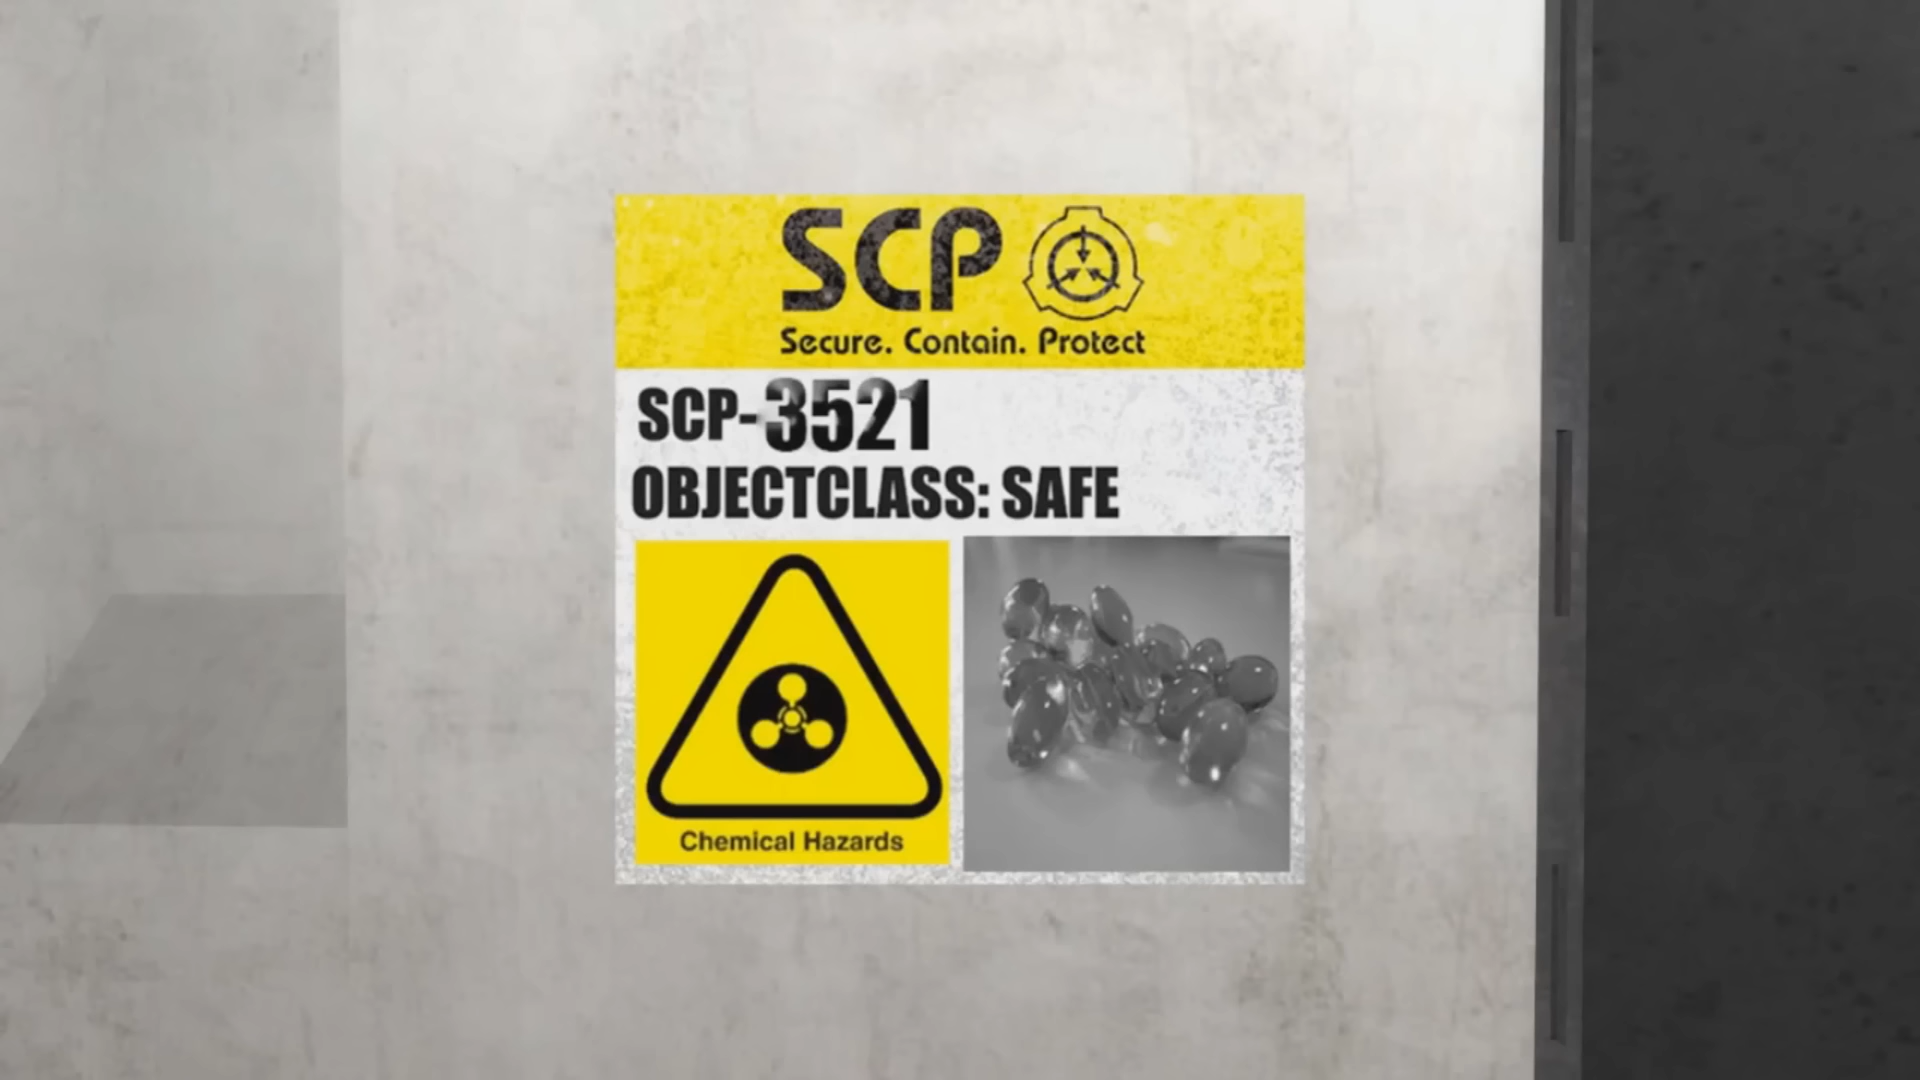 SCP
Secure. Contain. Protect
SCP-3521
OBJECTCLASS: SAFE
Chemical Hazards